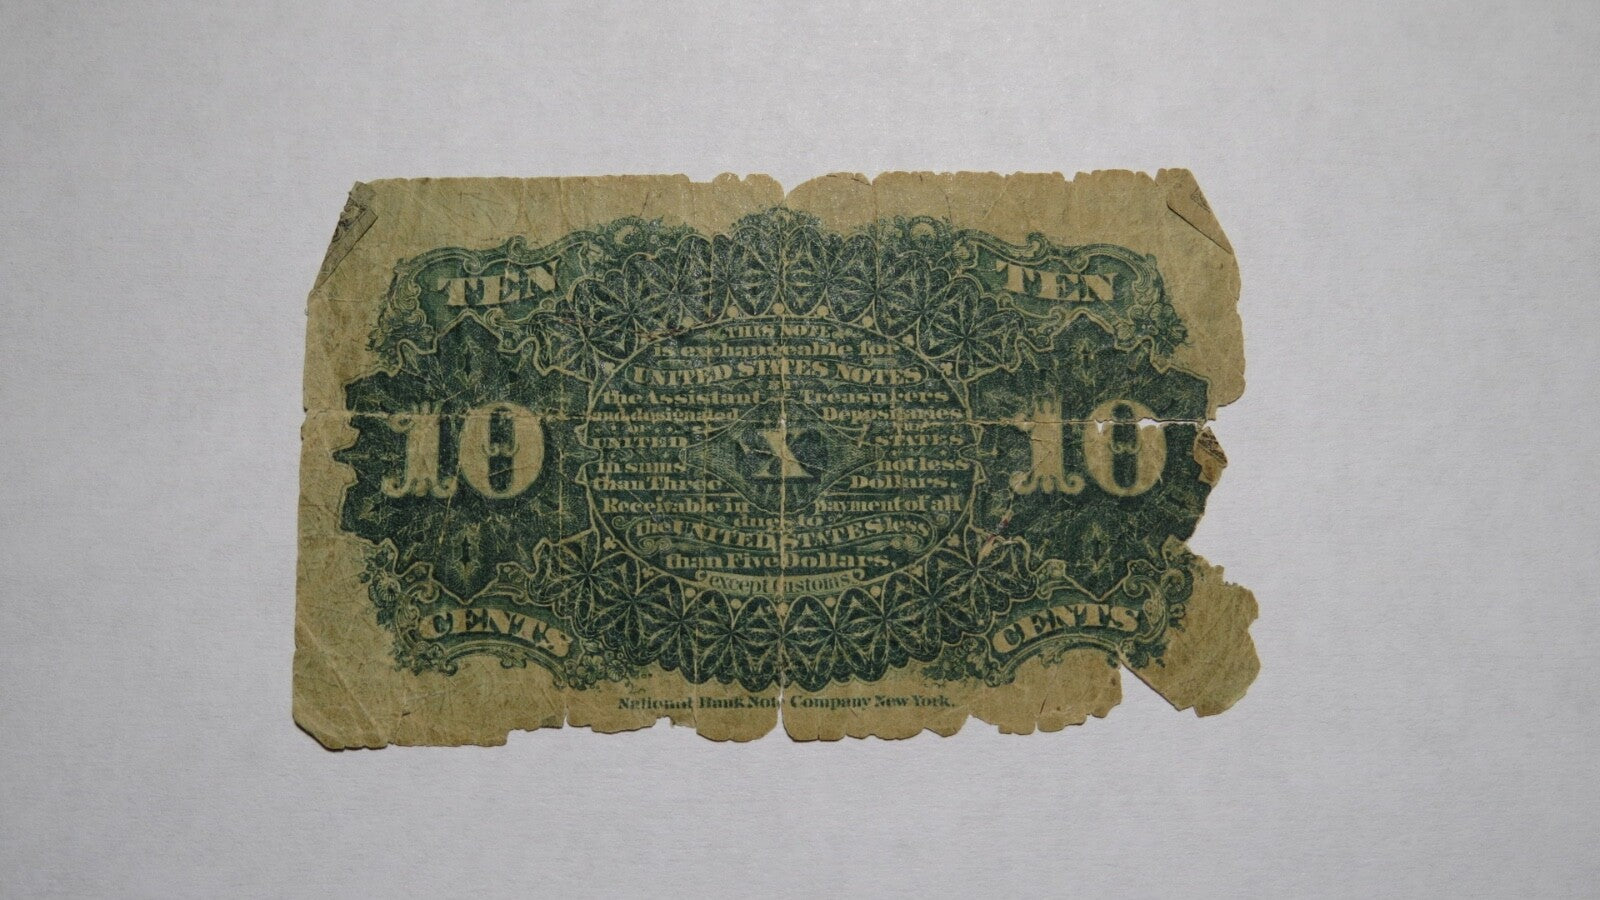 TEN TEN
THIS NOTE
is exchangeable for
UNITED STATES NOTES
the Assistant Treasurers
and designated Depositaries
OF THE
UNITED STATES
10 X 10
in sums not less
than Three Dollars.
Receivable in payment of all
dues to
the UNITED STATES less
than Five Dollars,
except Customs
CENTS CENTS
National Bank Note Company New York.